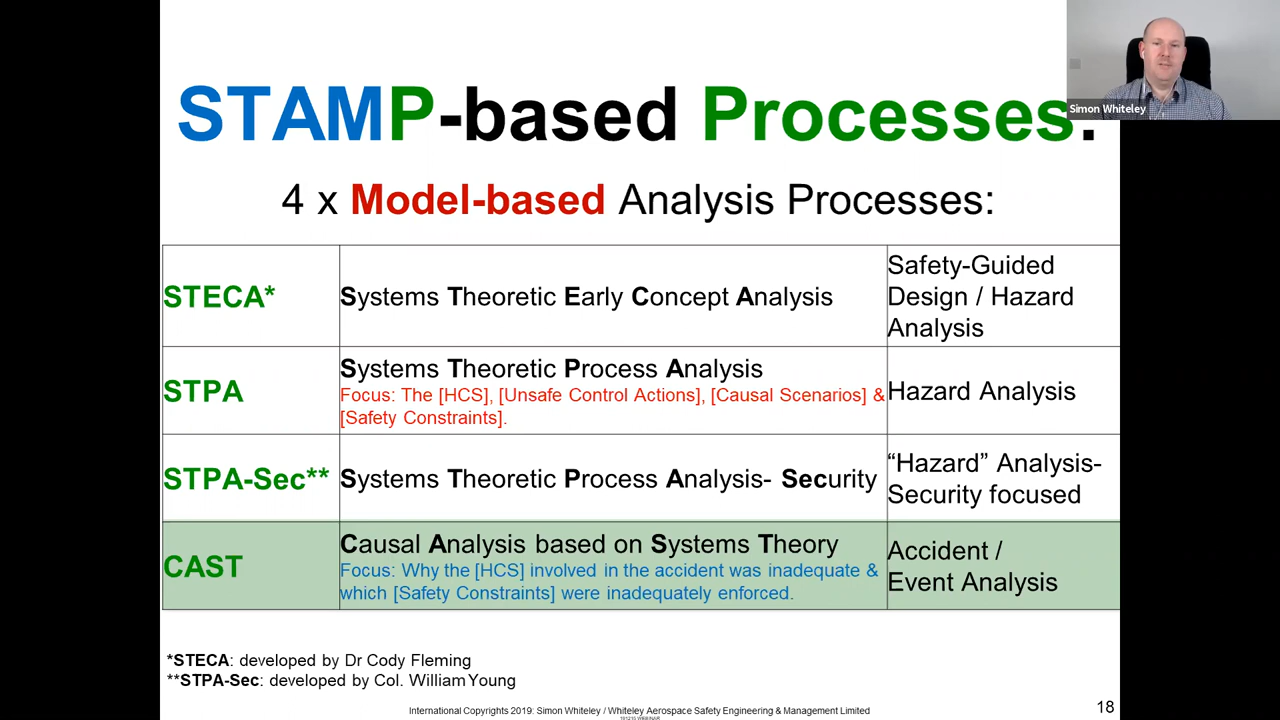 STAMP-based Processes:
Simon Whiteley
4 x Model-based Analysis Processes:
STECA*
Systems Theoretic Early Concept Analysis
Safety-Guided
Design / Hazard
Analysis
STPA
Systems Theoretic Process Analysis
Focus: The [HCS], [Unsafe Control Actions], [Causal Scenarios] &
[Safety Constraints].
Hazard Analysis
STPA-Sec**
Systems Theoretic Process Analysis- Security
“Hazard” Analysis-
Security focused
CAST
Causal Analysis based on Systems Theory
Focus: Why the [HCS] involved in the accident was inadequate &
which [Safety Constraints] were inadequately enforced.
Accident /
Event Analysis
*STECA: developed by Dr Cody Fleming
**STPA-Sec: developed by Col. William Young
International Copyrights 2019: Simon Whiteley / Whiteley Aerospace Safety Engineering & Management Limited
18